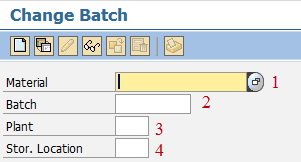 Change Batch
Material 1
Batch 2
Plant 3
Stor. Location 4